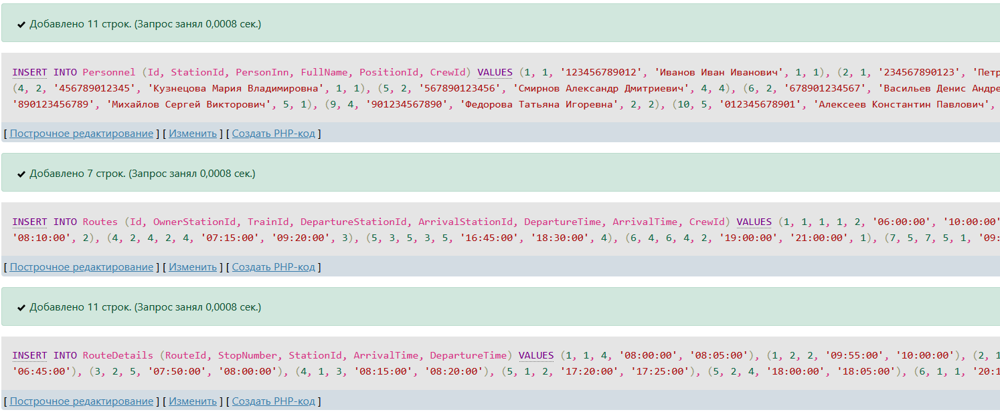 Добавлено 11 строк. (Запрос занял 0,0008 сек.)
INSERT INTO Personnel (Id, StationId, PersonInn, FullName, PositionId, CrewId) VALUES (1, 1, '123456789012', 'Иванов Иван Иванович', 1, 1), (2, 1, '234567890123', 'Петр
(4, 2, '456789012345', 'Кузнецова Мария Владимировна', 1, 1), (5, 2, '567890123456', 'Смирнов Александр Дмитриевич', 4, 4), (6, 2, '678901234567', 'Васильев Денис Андре
'890123456789', 'Михайлов Сергей Викторович', 5, 1), (9, 4, '901234567890', 'Федорова Татьяна Игоревна', 2, 2), (10, 5, '012345678901', 'Алексеев Константин Павлович',
[ Построчное редактирование ] [ Изменить ] [ Создать PHP-код ]
Добавлено 7 строк. (Запрос занял 0,0008 сек.)
INSERT INTO Routes (Id, OwnerStationId, TrainId, DepartureStationId, ArrivalStationId, DepartureTime, ArrivalTime, CrewId) VALUES (1, 1, 1, 1, 2, '06:00:00', '10:00:00'
'08:10:00', 2), (4, 2, 4, 2, 4, '07:15:00', '09:20:00', 3), (5, 3, 5, 3, 5, '16:45:00', '18:30:00', 4), (6, 4, 6, 4, 2, '19:00:00', '21:00:00', 1), (7, 5, 7, 5, 1, '09:
[ Построчное редактирование ] [ Изменить ] [ Создать PHP-код ]
Добавлено 11 строк. (Запрос занял 0,0008 сек.)
INSERT INTO RouteDetails (RouteId, StopNumber, StationId, ArrivalTime, DepartureTime) VALUES (1, 1, 4, '08:00:00', '08:05:00'), (1, 2, 2, '09:55:00', '10:00:00'), (2, 1
'06:45:00'), (3, 2, 5, '07:50:00', '08:00:00'), (4, 1, 3, '08:15:00', '08:20:00'), (5, 1, 2, '17:20:00', '17:25:00'), (5, 2, 4, '18:00:00', '18:05:00'), (6, 1, 1, '20:1
[ Построчное редактирование ] [ Изменить ] [ Создать PHP-код ]